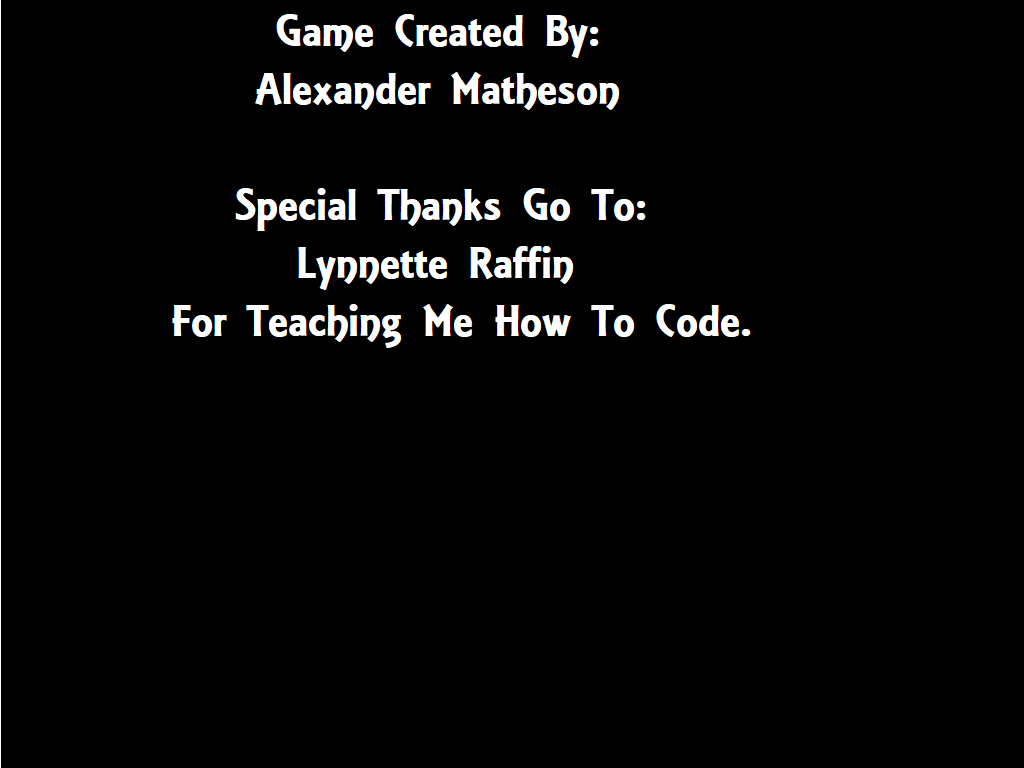 Game Created By:
Alexander Matheson
Special Thanks Go To:
Lynnette Raffin
For Teaching Me How To Code.